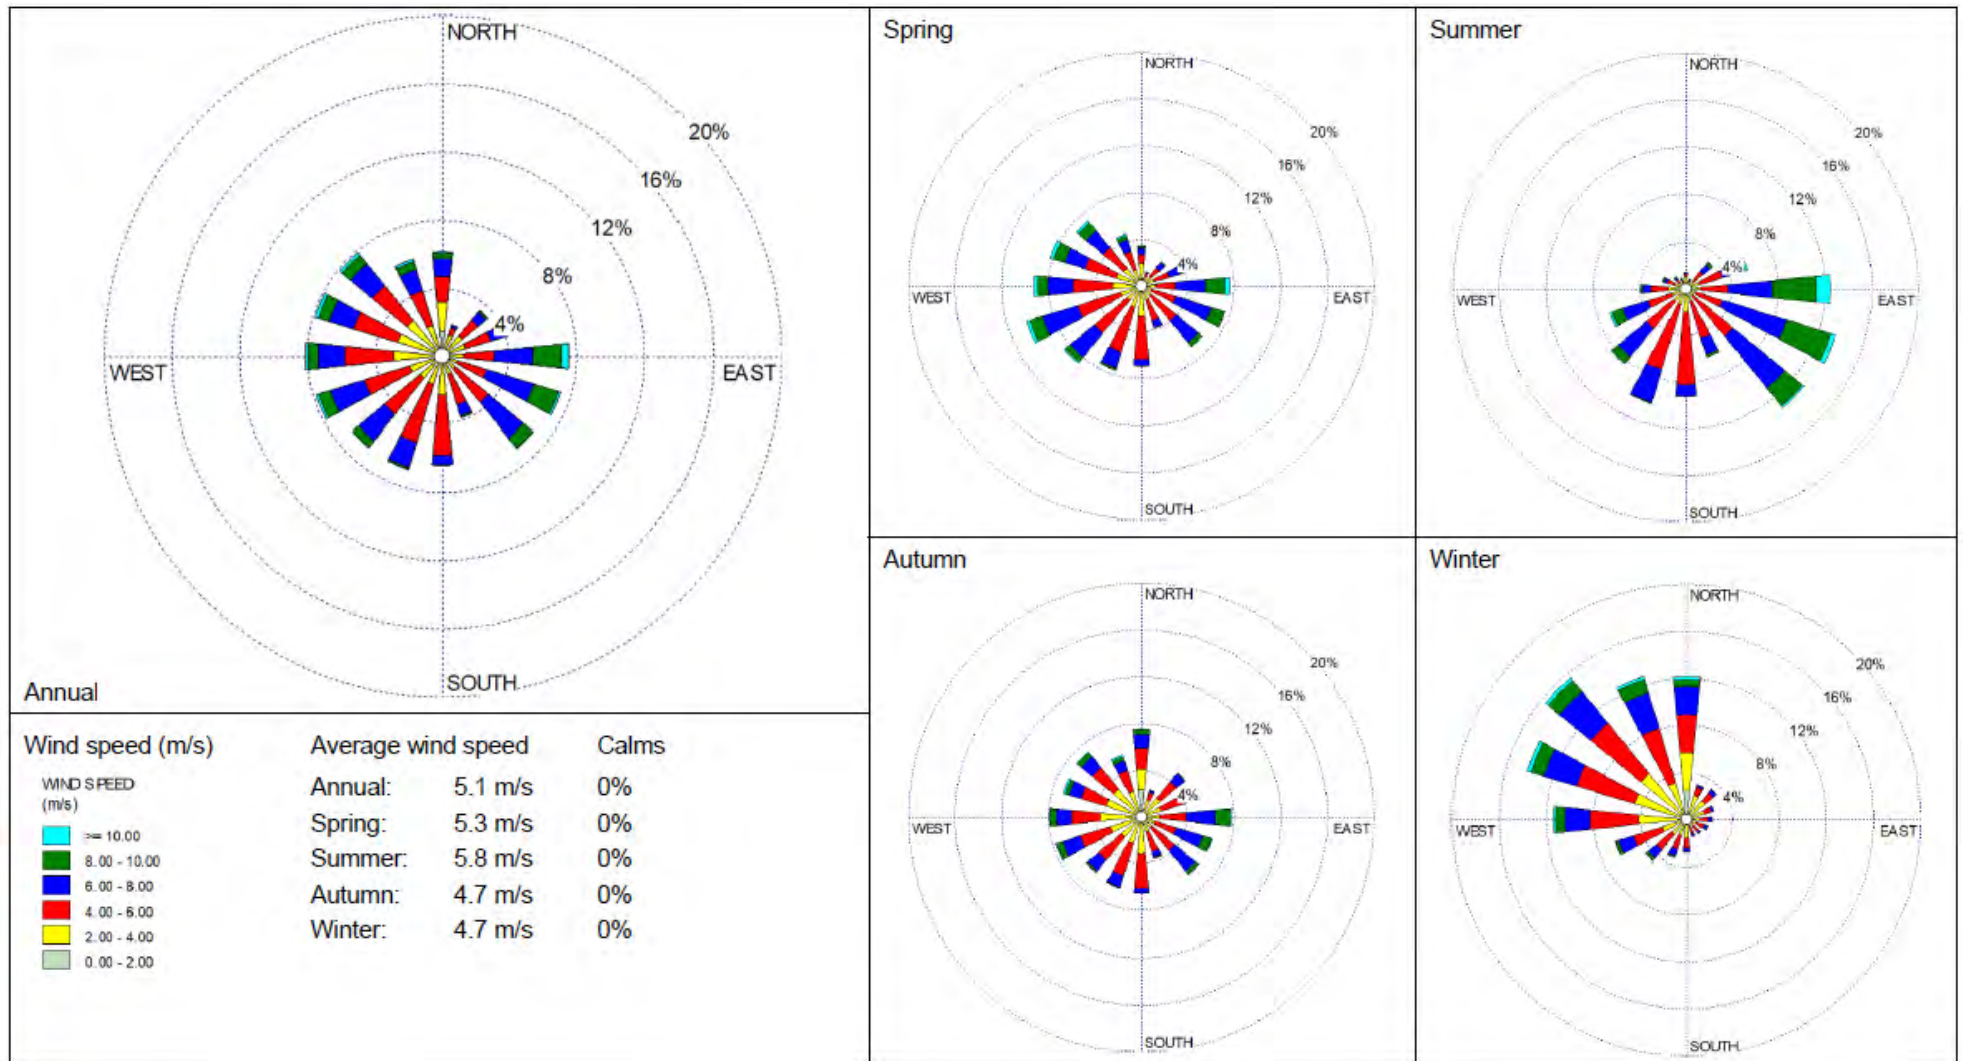 NORTH
20%
16%
12%
8%
4%
WEST
EAST
SOUTH
Annual
Spring
NORTH
20%
16%
12%
8%
4%
WEST
EAST
SOUTH
Summer
NORTH
20%
16%
12%
8%
4%
WEST
EAST
SOUTH
Wind speed (m/s)
WIND SPEED
(m/s)
>= 10.00
8.00 - 10.00
6.00 - 8.00
4.00 - 6.00
2.00 - 4.00
0.00 - 2.00
Average wind speed Calms
Annual: 5.1 m/s 0%
Spring: 5.3 m/s 0%
Summer: 5.8 m/s 0%
Autumn: 4.7 m/s 0%
Winter: 4.7 m/s 0%
Autumn
NORTH
20%
16%
12%
8%
4%
WEST
EAST
SOUTH
Winter
NORTH
20%
16%
12%
8%
4%
WEST
EAST
SOUTH